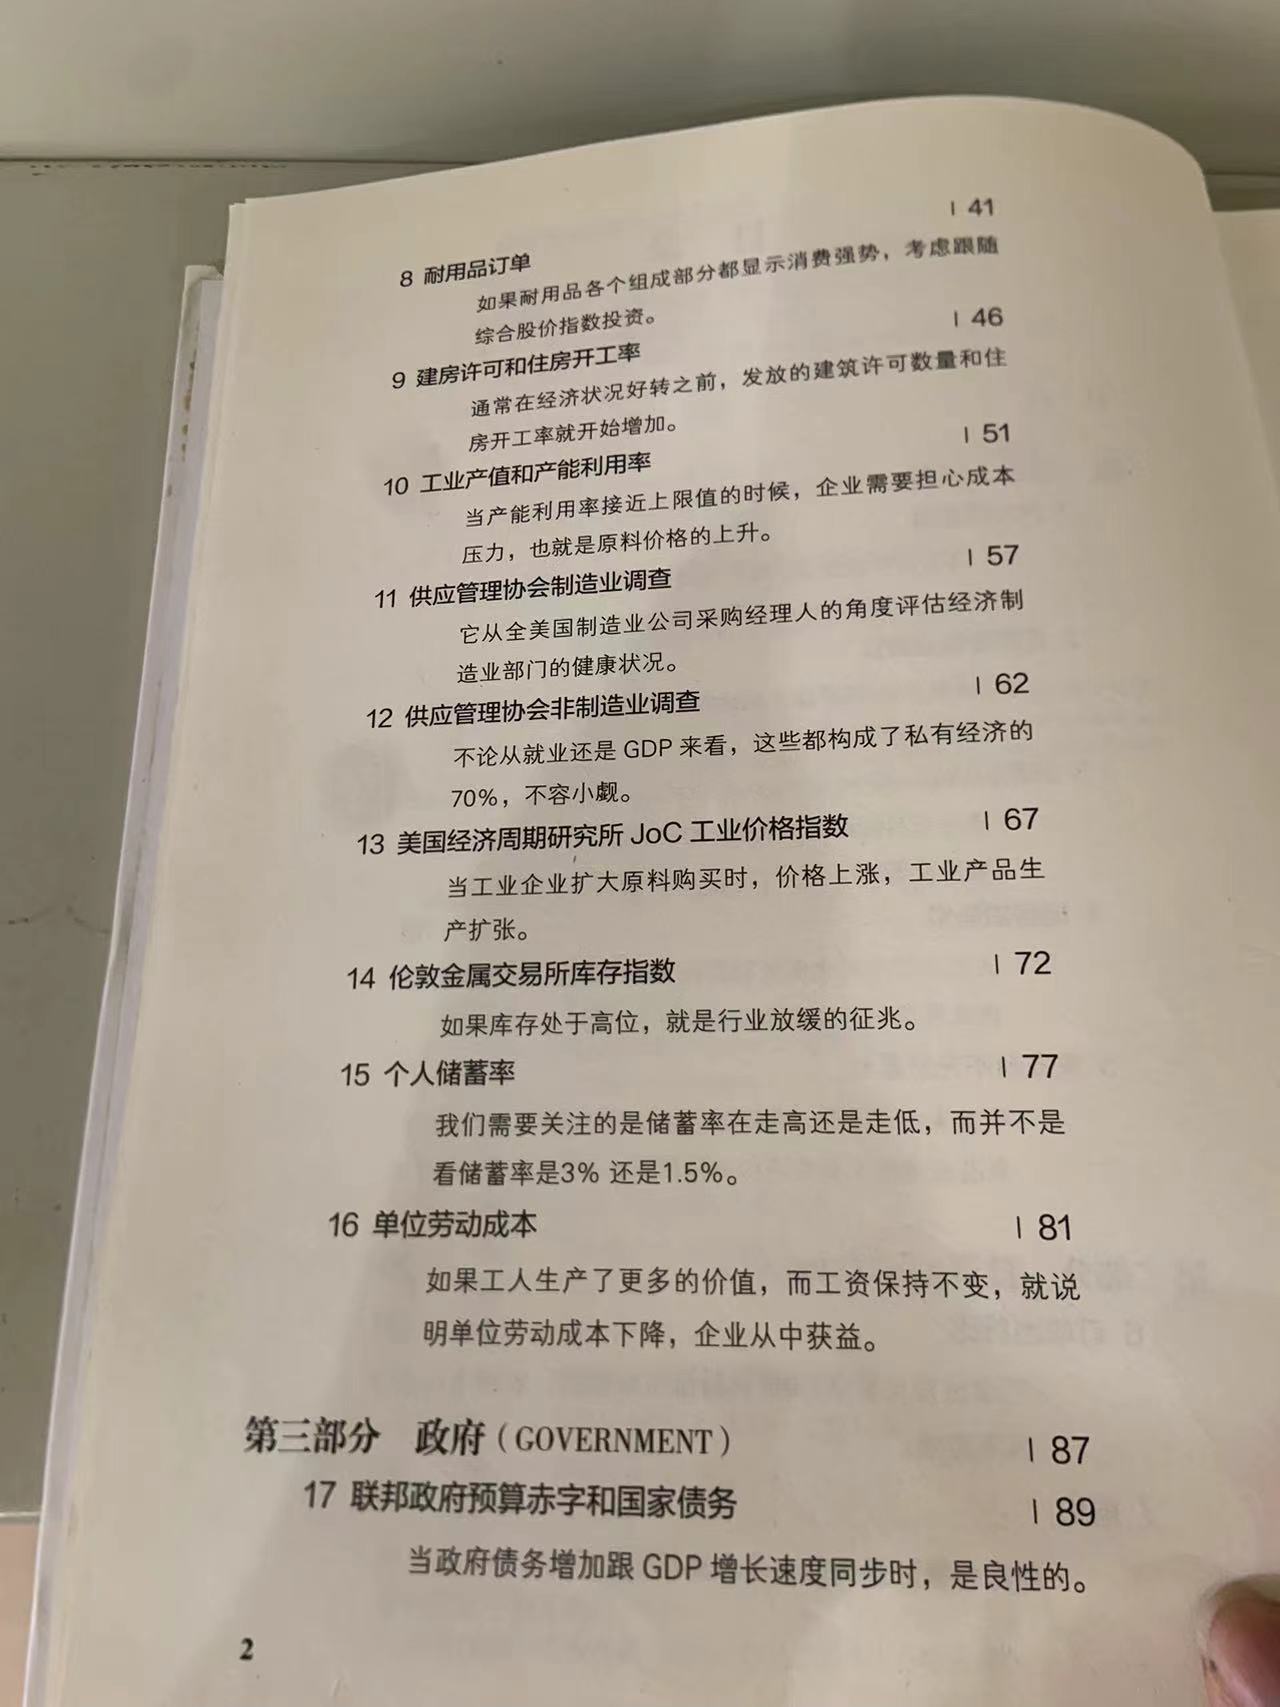 8 耐用品订单 | 41
如果耐用品各个组成部分都显示消费强势，考虑跟随
综合股价指数投资。
9 建房许可和住房开工率 | 46
通常在经济状况好转之前，发放的建筑许可数量和住
房开工率就开始增加。
10 工业产值和产能利用率 | 51
当产能利用率接近上限值的时候，企业需要担心成本
压力，也就是原料价格的上升。
11 供应管理协会制造业调查 | 57
它从全美国制造业公司采购经理人的角度评估经济制
造业部门的健康状况。
12 供应管理协会非制造业调查 | 62
不论从就业还是 GDP 来看，这些都构成了私有经济的
70%，不容小觑。
13 美国经济周期研究所 JoC 工业价格指数 | 67
当工业企业扩大原料购买时，价格上涨，工业产品生
产扩张。
14 伦敦金属交易所库存指数 | 72
如果库存处于高位，就是行业放缓的征兆。
15 个人储蓄率 | 77
我们需要关注的是储蓄率在走高还是走低，而并不是
看储蓄率是3% 还是1.5%。
16 单位劳动成本 | 81
如果工人生产了更多的价值，而工资保持不变，就说
明单位劳动成本下降，企业从中获益。
第三部分 政府（GOVERNMENT） | 87
17 联邦政府预算赤字和国家债务 | 89
当政府债务增加跟 GDP 增长速度同步时，是良性的。
2